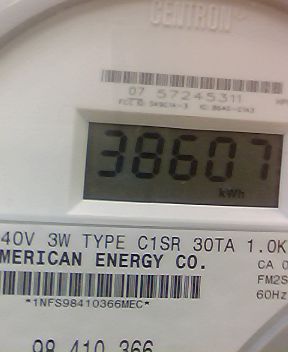 CENTRON
07 57245311
38607
kWh
40V 3W TYPE C1SR 30TA 1.0K
MERICAN ENERGY CO.
CA 0
FM2S
60Hz
*1NFS98410366MEC*
98 410 366